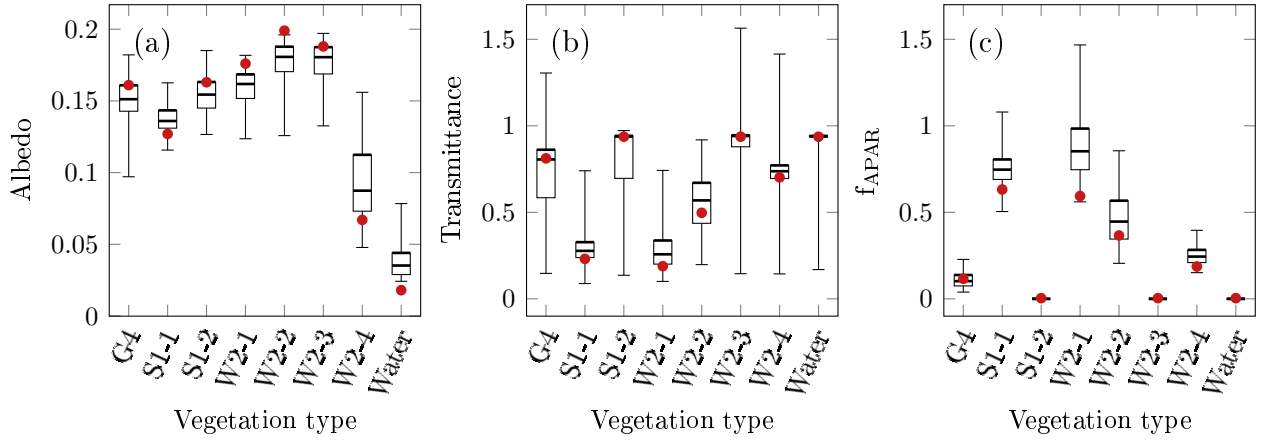 (a)
Albedo
0.2
0.15
0.1
0.05
0
G4
S1-1
S1-2
W2-1
W2-2
W2-3
W2-4
Water
Vegetation type
(b)
Transmittance
1.5
1
0.5
0
G4
S1-1
S1-2
W2-1
W2-2
W2-3
W2-4
Water
Vegetation type
(c)
fAPAR
1.5
1
0.5
0
G4
S1-1
S1-2
W2-1
W2-2
W2-3
W2-4
Water
Vegetation type